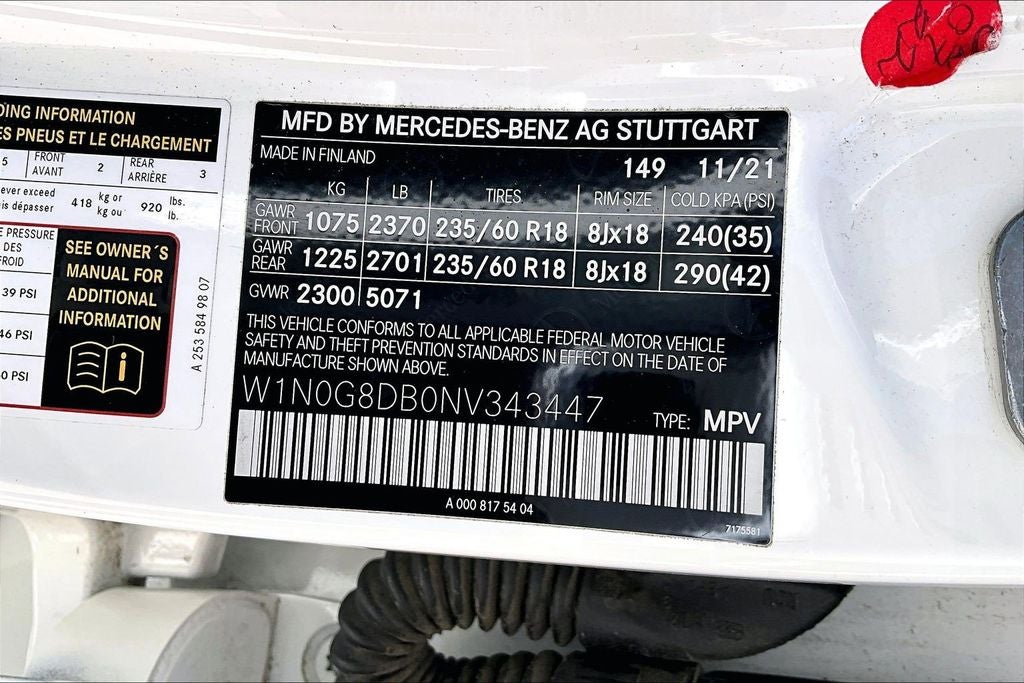 DING INFORMATION
ES PNEUS ET LE CHARGEMENT
5 FRONT AVANT 2 REAR ARRIÈRE 3
ever exceed
is dépasser 418 kg or kg ou 920 lbs. lb.
E PRESSURE
DES
FROID
39 PSI
46 PSI
0 PSI
SEE OWNER´S
MANUAL FOR
ADDITIONAL
INFORMATION
A 253 584 98 07
MFD BY MERCEDES-BENZ AG STUTTGART
MADE IN FINLAND 149 11/21
KG LB TIRES RIM SIZE COLD KPA (PSI)
GAWR FRONT 1075 2370 235/60 R18 8Jx18 240(35)
GAWR REAR 1225 2701 235/60 R18 8Jx18 290(42)
GVWR 2300 5071
THIS VEHICLE CONFORMS TO ALL APPLICABLE FEDERAL MOTOR VEHICLE
SAFETY AND THEFT PREVENTION STANDARDS IN EFFECT ON THE DATE OF
MANUFACTURE SHOWN ABOVE.
W1N0G8DB0NV343447 TYPE: MPV
A 000 817 54 04
7175581